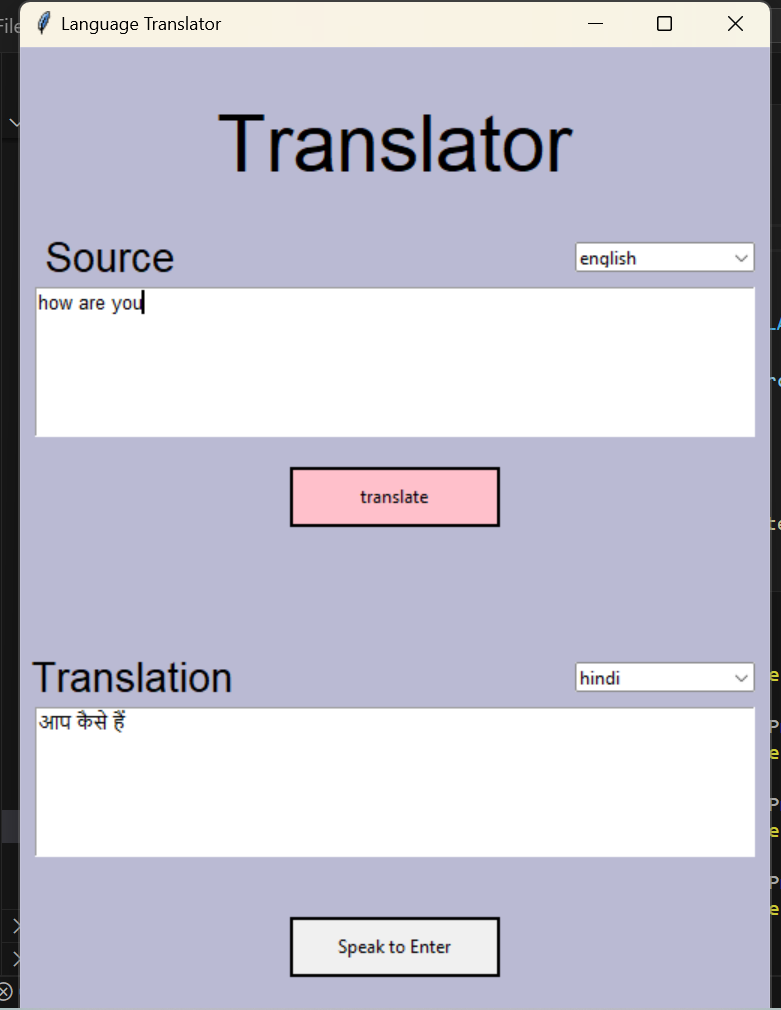 Language Translator
Translator
Source
english
how are you
translate
Translation
hindi
आप कैसे हैं
Speak to Enter